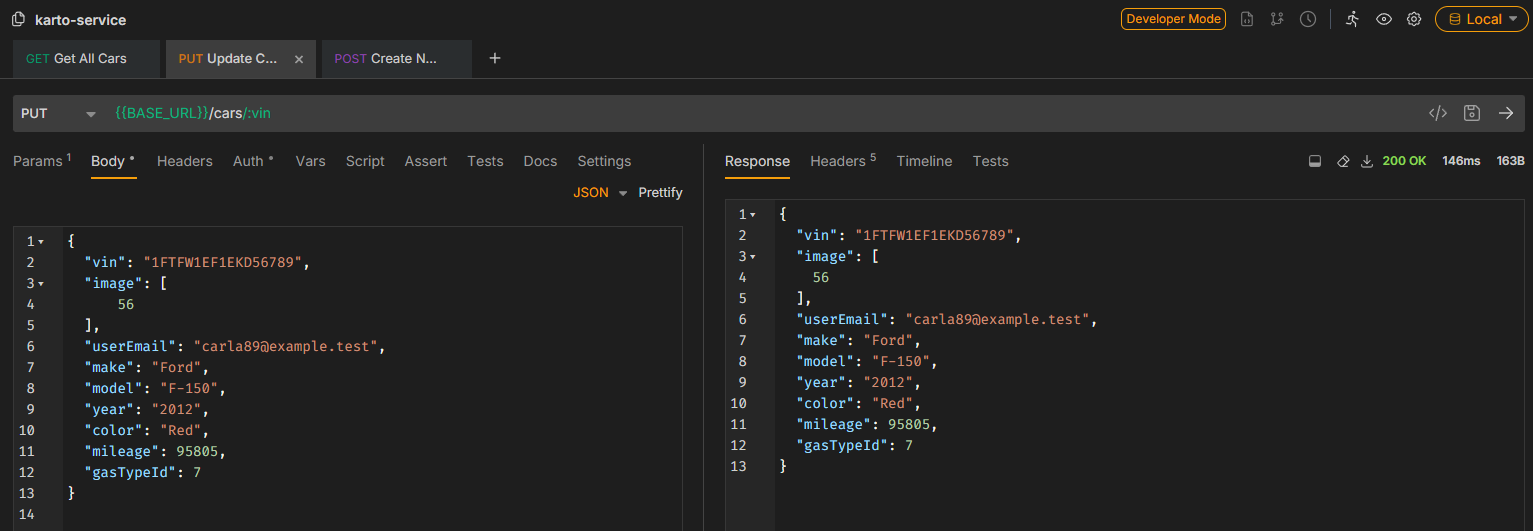 karto-service
Developer Mode
Local
GET Get All Cars
PUT Update C...
POST Create N...
PUT
{{BASE_URL}}/cars/:vin
Params 1 Body Headers Auth Vars Script Assert Tests Docs Settings
JSON Prettify
1 {
2 "vin": "1FTFW1EF1EKD56789",
3 "image": [
4 56
5 ],
6 "userEmail": "carla89@example.test",
7 "make": "Ford",
8 "model": "F-150",
9 "year": "2012",
10 "color": "Red",
11 "mileage": 95805,
12 "gasTypeId": 7
13 }
14
Response Headers 5 Timeline Tests
200 OK 146ms 163B
1 {
2 "vin": "1FTFW1EF1EKD56789",
3 "image": [
4 56
5 ],
6 "userEmail": "carla89@example.test",
7 "make": "Ford",
8 "model": "F-150",
9 "year": "2012",
10 "color": "Red",
11 "mileage": 95805,
12 "gasTypeId": 7
13 }